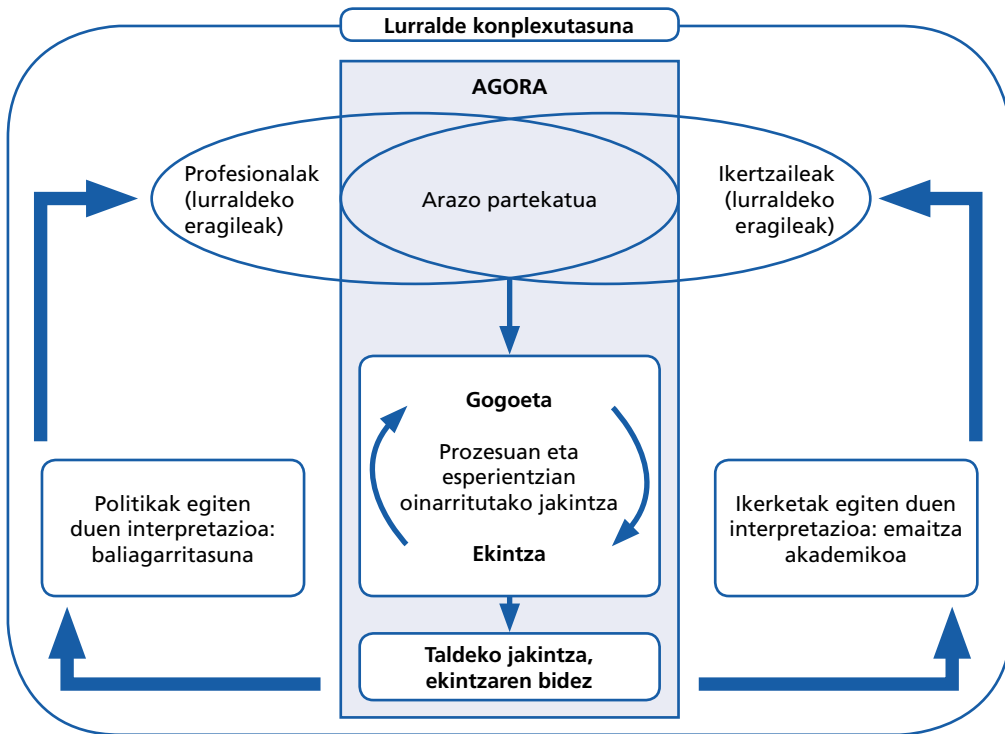 Lurralde konplexutasuna
AGORA
Profesionalak
(lurraldeko
eragileak)
Arazo partekatua
Ikertzaileak
(lurraldeko
eragileak)
Gogoeta
Prozesuan eta
esperientzian
oinarritutako jakintza
Ekintza
Politikak egiten
duen interpretazioa:
baliagarritasuna
Ikerketak egiten duen
interpretazioa: emaitza
akademikoa
Taldeko jakintza,
ekintzaren bidez